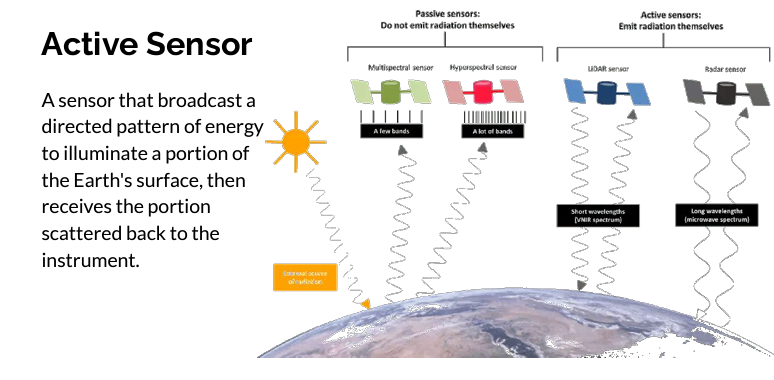 Active Sensor
A sensor that broadcast a
directed pattern of energy
to illuminate a portion of
the Earth's surface, then
receives the portion
scattered back to the
instrument.
Passive sensors:
Do not emit radiation themselves
Active sensors:
Emit radiation themselves
Multispectral sensor
Hyperspectral sensor
LiDAR sensor
Radar sensor
A few bands
A lot of bands
Short wavelengths
(VNIR spectrum)
Long wavelengths
(microwave spectrum)
External source
of radiation